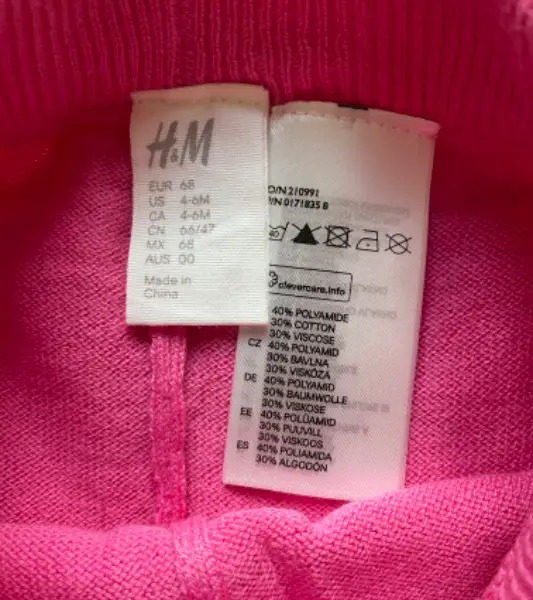 H&M
EUR 68
US 4-6M
CA 4-6M
CN 66/47
MX 68
AUS 00
Made in
China
O/N 210991
P/N 0171835 8
40
clevercare.info
40% POLYAMIDE
30% COTTON
30% VISCOSE
CZ 40% POLYAMID
30% BAVLNA
30% VISKÓZA
DE 40% POLYAMID
30% BAUMWOLLE
30% VISKOSE
EE 40% POLÜAMIID
30% PUUVILL
30% VISKOOS
ES 40% POLIAMIDA
30% ALGODÓN